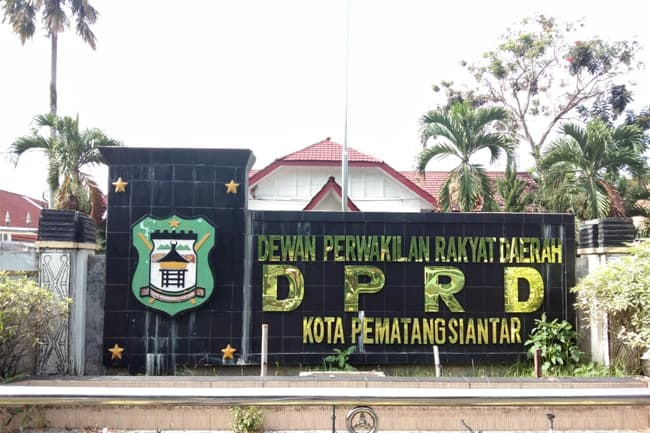 DEWAN PERWAKILAN RAKYAT DAERAH
DPRD
KOTA PEMATANGSIANTAR